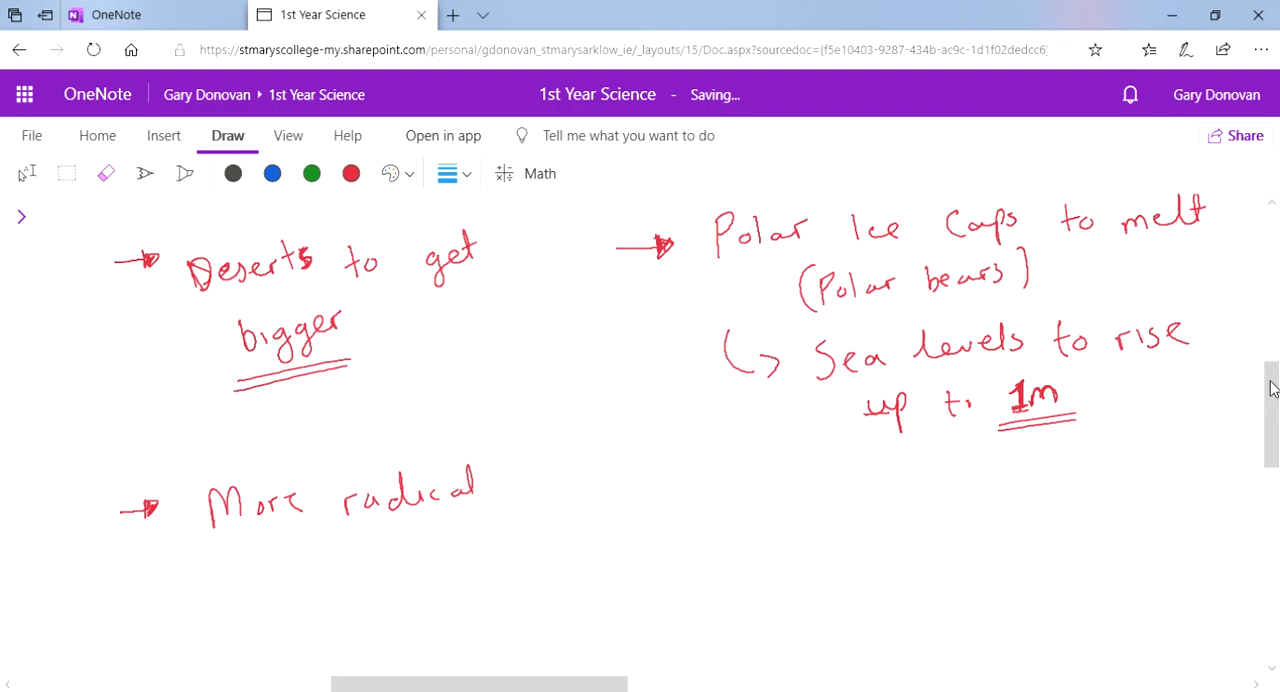 OneNote
1st Year Science
https://stmaryscollege-my.sharepoint.com/personal/gdonovan_stmarysarklow_ie/_layouts/15/Doc.aspx?sourcedoc={f5e10403-9287-434b-ac9c-1d1f02dedcc6}
OneNote
Gary Donovan ▸ 1st Year Science
1st Year Science - Saving...
Gary Donovan
File Home Insert Draw View Help Open in app Tell me what you want to do Share
Math
→ Deserts to get
bigger
→ Polar Ice Caps to melt
(Polar bears)
↳ Sea levels to rise
up to 1m
→ More radical